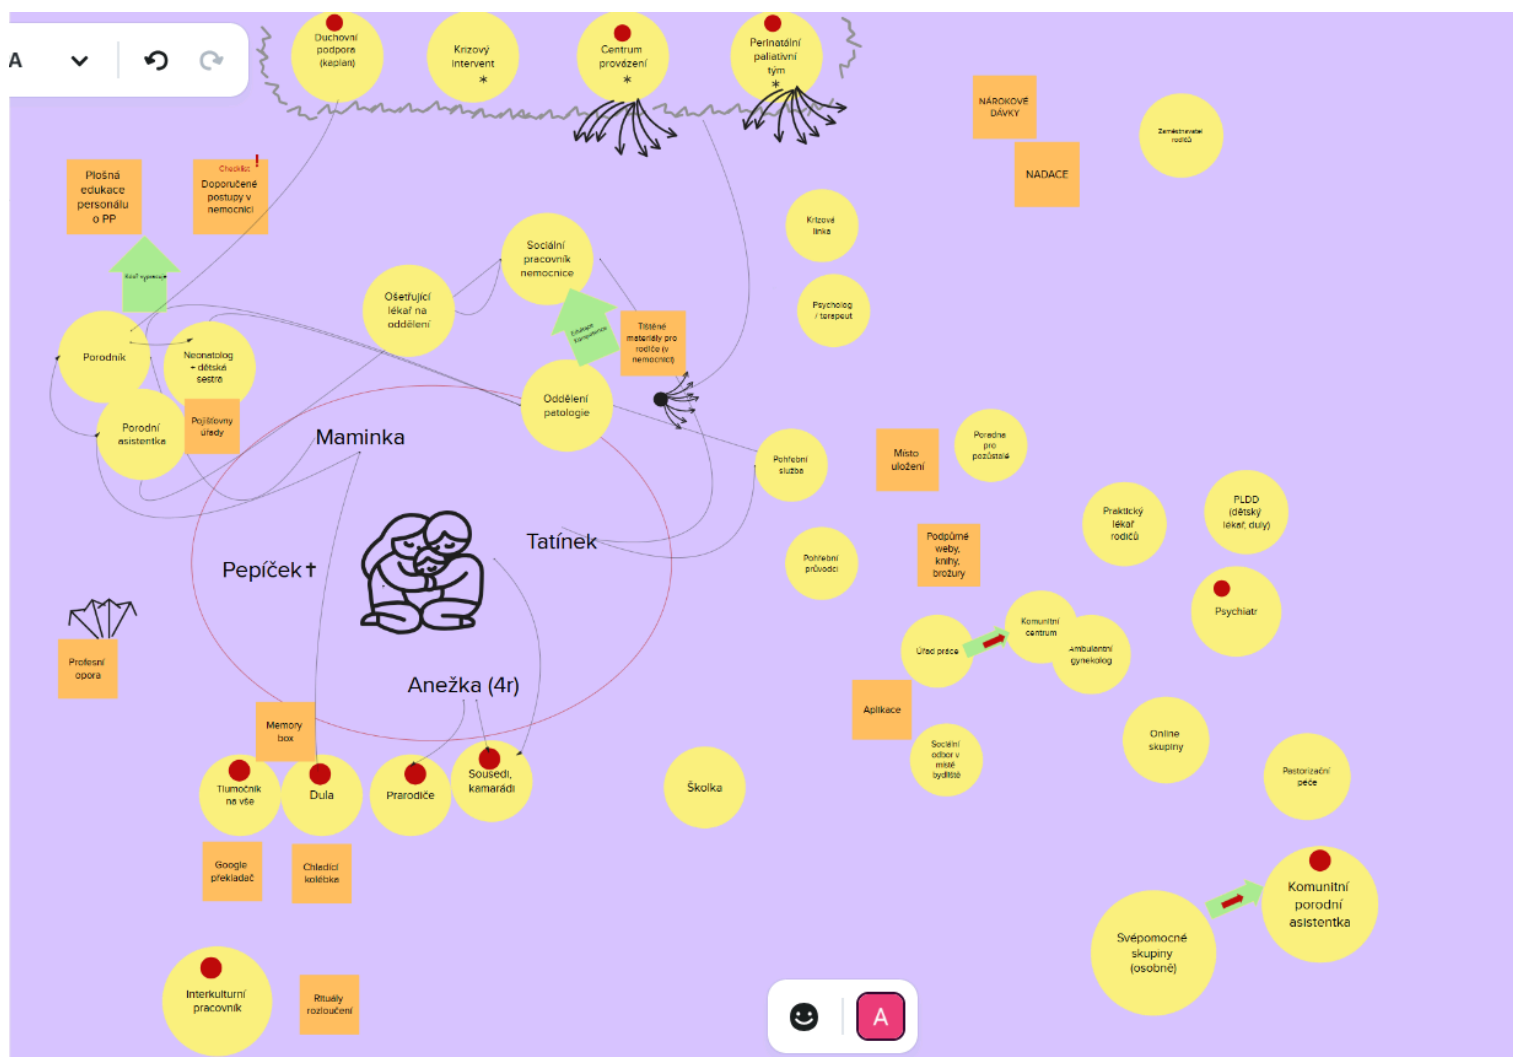 A
Duchovní
podpora
(kaplan)
Krizový
intervent
*
Centrum
provázení
*
Perinatální
paliativní
tým
*
NÁROKOVÉ
DÁVKY
NADACE
Zaměstnavatel
rodičů
Plošná
edukace
personálu
o PP
Checklist
!
Doporučené
postupy v
nemocnici
Krizová
linka
Psycholog
/ terapeut
Sociální
pracovník
nemocnice
Ošetřující
lékař na
oddělení
Edukace
Tištěné
materiály pro
rodiče (v
nemocnici)
Porodník
Neonatolog
+ dětská
sestra
Porodní
asistentka
Pojišťovny
úřady
Oddělení
patologie
Maminka
Tatínek
Pepíček✝
Anežka (4r)
Pohřební
služba
Pohřební
průvodci
Místo
uložení
Poradna
pro
pozůstalé
Podpůrné
weby,
knihy,
brožury
Praktický
lékař
rodičů
PLDD
(dětský
lékař, duly)
Psychiatr
Úřad práce
Komunitní
centrum
Ambulantní
gynekolog
Aplikace
Sociální
odbor v
místě
bydliště
Online
skupiny
Pastorizační
péče
Profesní
opora
Memory
box
Tlumočník
na vše
Dula
Prarodiče
Sousedi,
kamarádi
Školka
Google
překladač
Chladící
kolébka
Interkulturní
pracovník
Rituály
rozloučení
Svépomocné
skupiny
(osobně)
Komunitní
porodní
asistentka
A